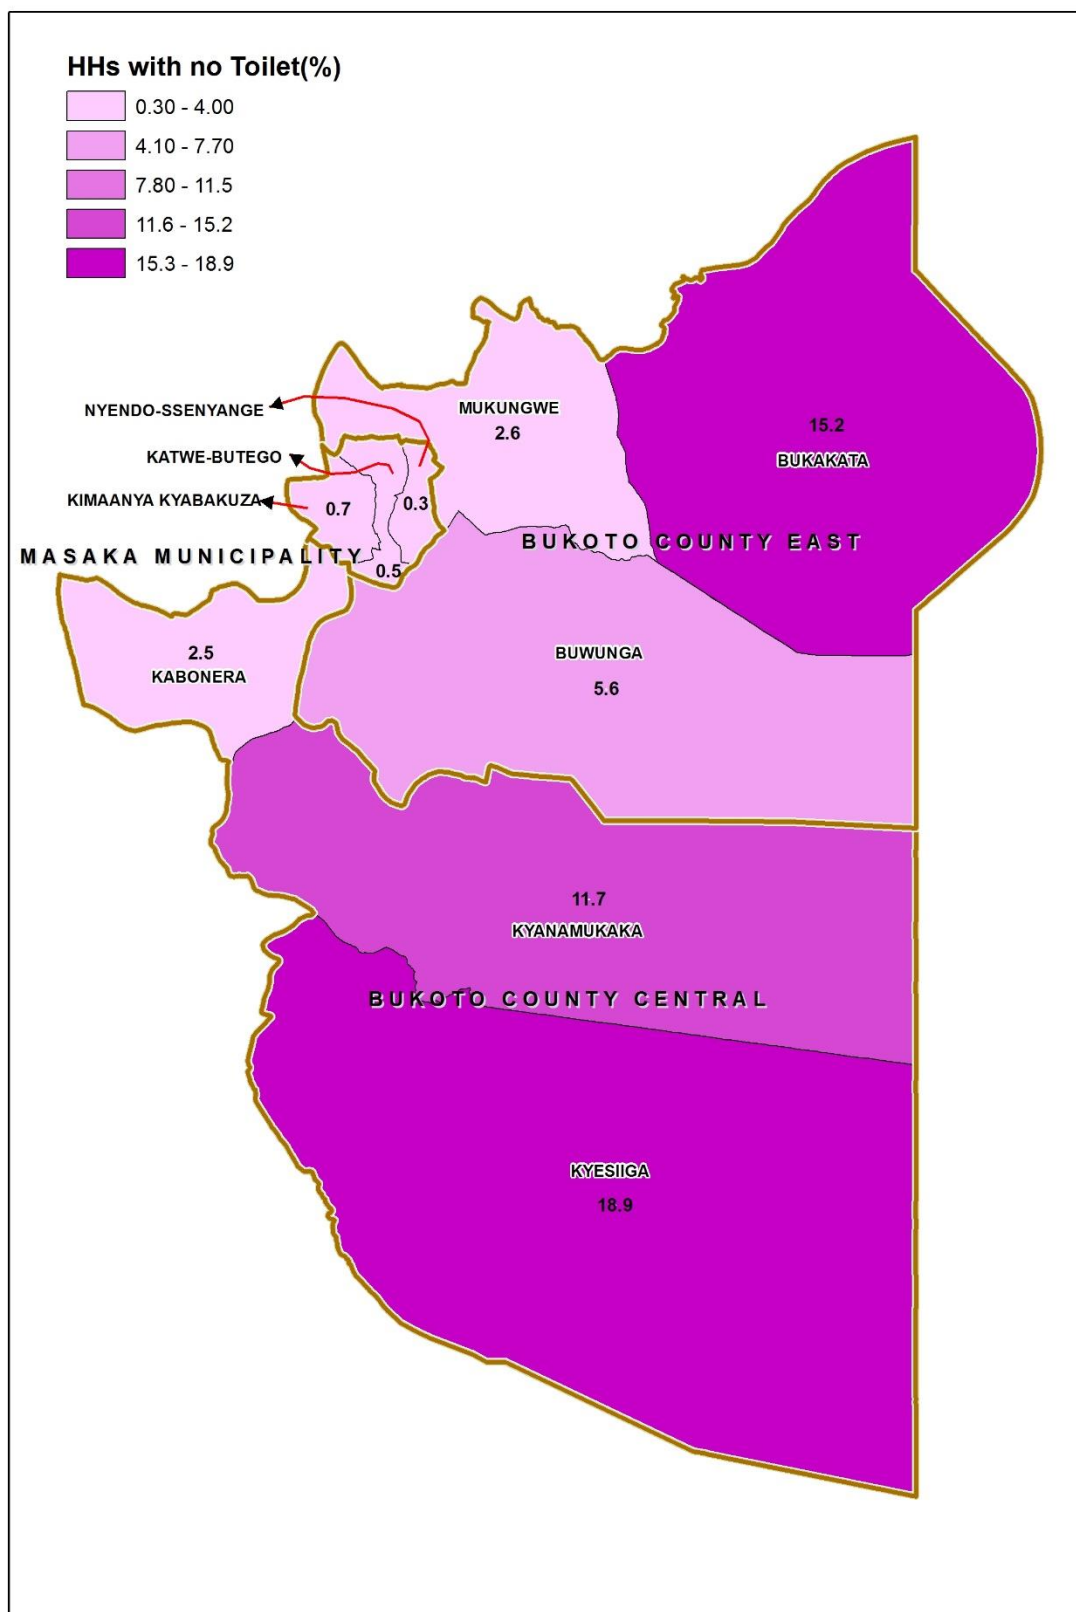 HHs with no Toilet(%)
0.30 - 4.00
4.10 - 7.70
7.80 - 11.5
11.6 - 15.2
15.3 - 18.9
NYENDO-SSENYANGE
KATWE-BUTEGO
KIMAANYA KYABAKUZA
MUKUNGWE
2.6
15.2
BUKAKATA
0.7
0.3
0.5
MASAKA MUNICIPALITY
BUKOTO COUNTY EAST
2.5
KABONERA
BUWUNGA
5.6
11.7
KYANAMUKAKA
BUKOTO COUNTY CENTRAL
KYESIIGA
18.9